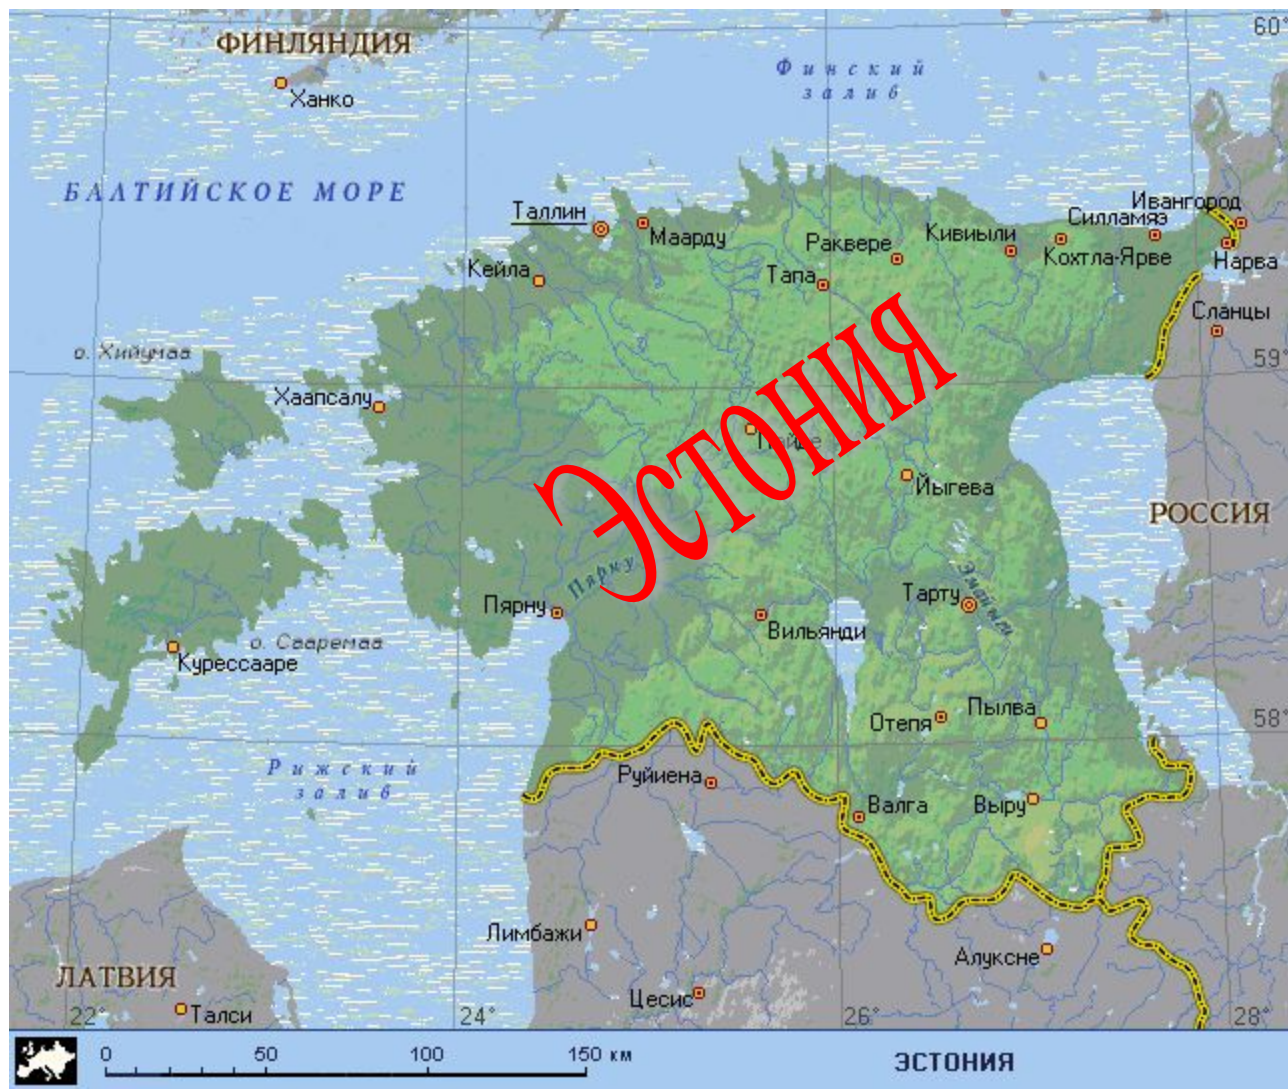 60°
ФИНЛЯНДИЯ
Ханко
Финский
залив
БАЛТИЙСКОЕ МОРЕ
Таллин
Маарду
Раквере
Кивиыли
Силламяэ
Ивангород
Кохтла-Ярве
Нарва
Кейла
Тапа
Сланцы
59°
о. Хийумаа
Хаапсалу
ЭСТОНИЯ
Пайде
Йыгева
РОССИЯ
Пярну
Эмайыги
Пярну
Вильянди
Тарту
о. Сааремаа
Курессааре
Отепя
Пылва
58°
Рижский
залив
Руйиена
Валга
Выру
Лимбажи
Алуксне
ЛАТВИЯ
Цесис
Талси
22°
24°
26°
28°
0
50
100
150 км
ЭСТОНИЯ